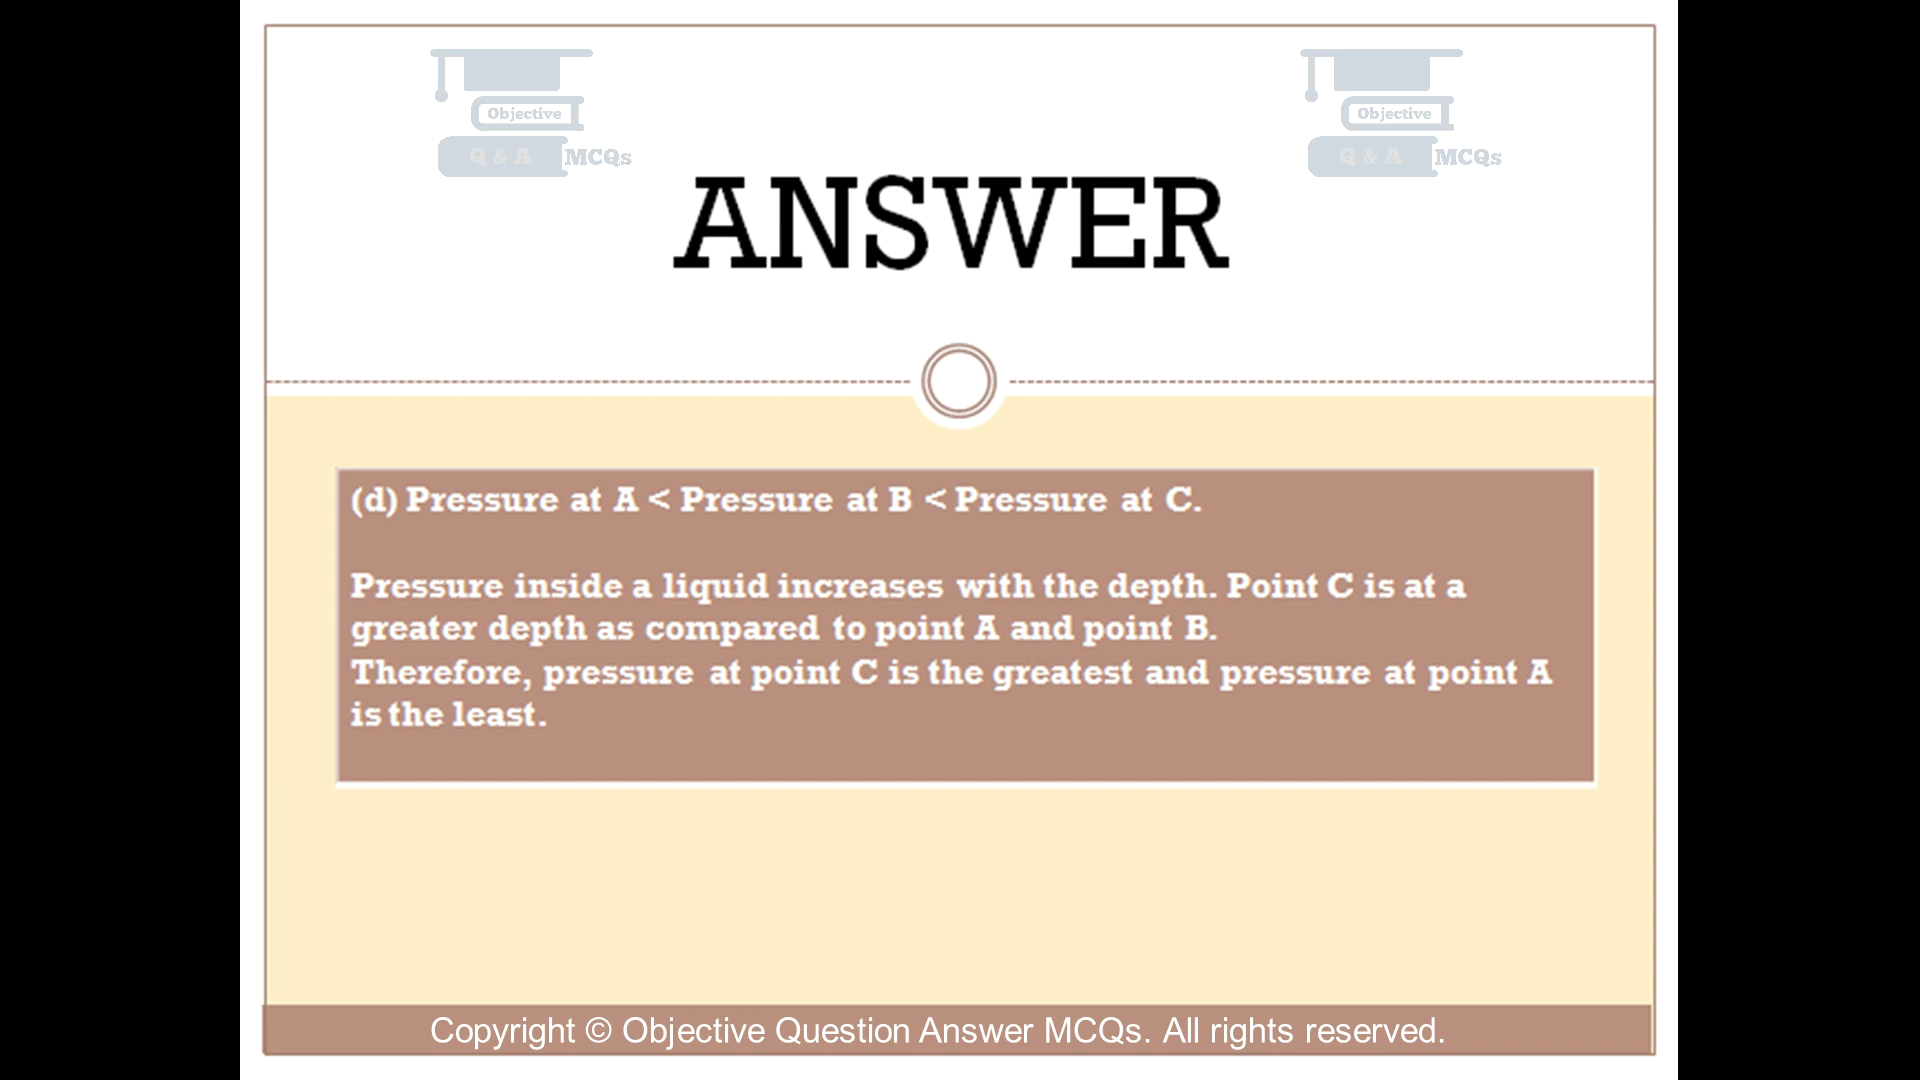 Objective
Q & A MCQs
Objective
Q & A MCQs
ANSWER
(d) Pressure at A < Pressure at B < Pressure at C.
Pressure inside a liquid increases with the depth. Point C is at a
greater depth as compared to point A and point B.
Therefore, pressure at point C is the greatest and pressure at point A
is the least.
Copyright © Objective Question Answer MCQs. All rights reserved.